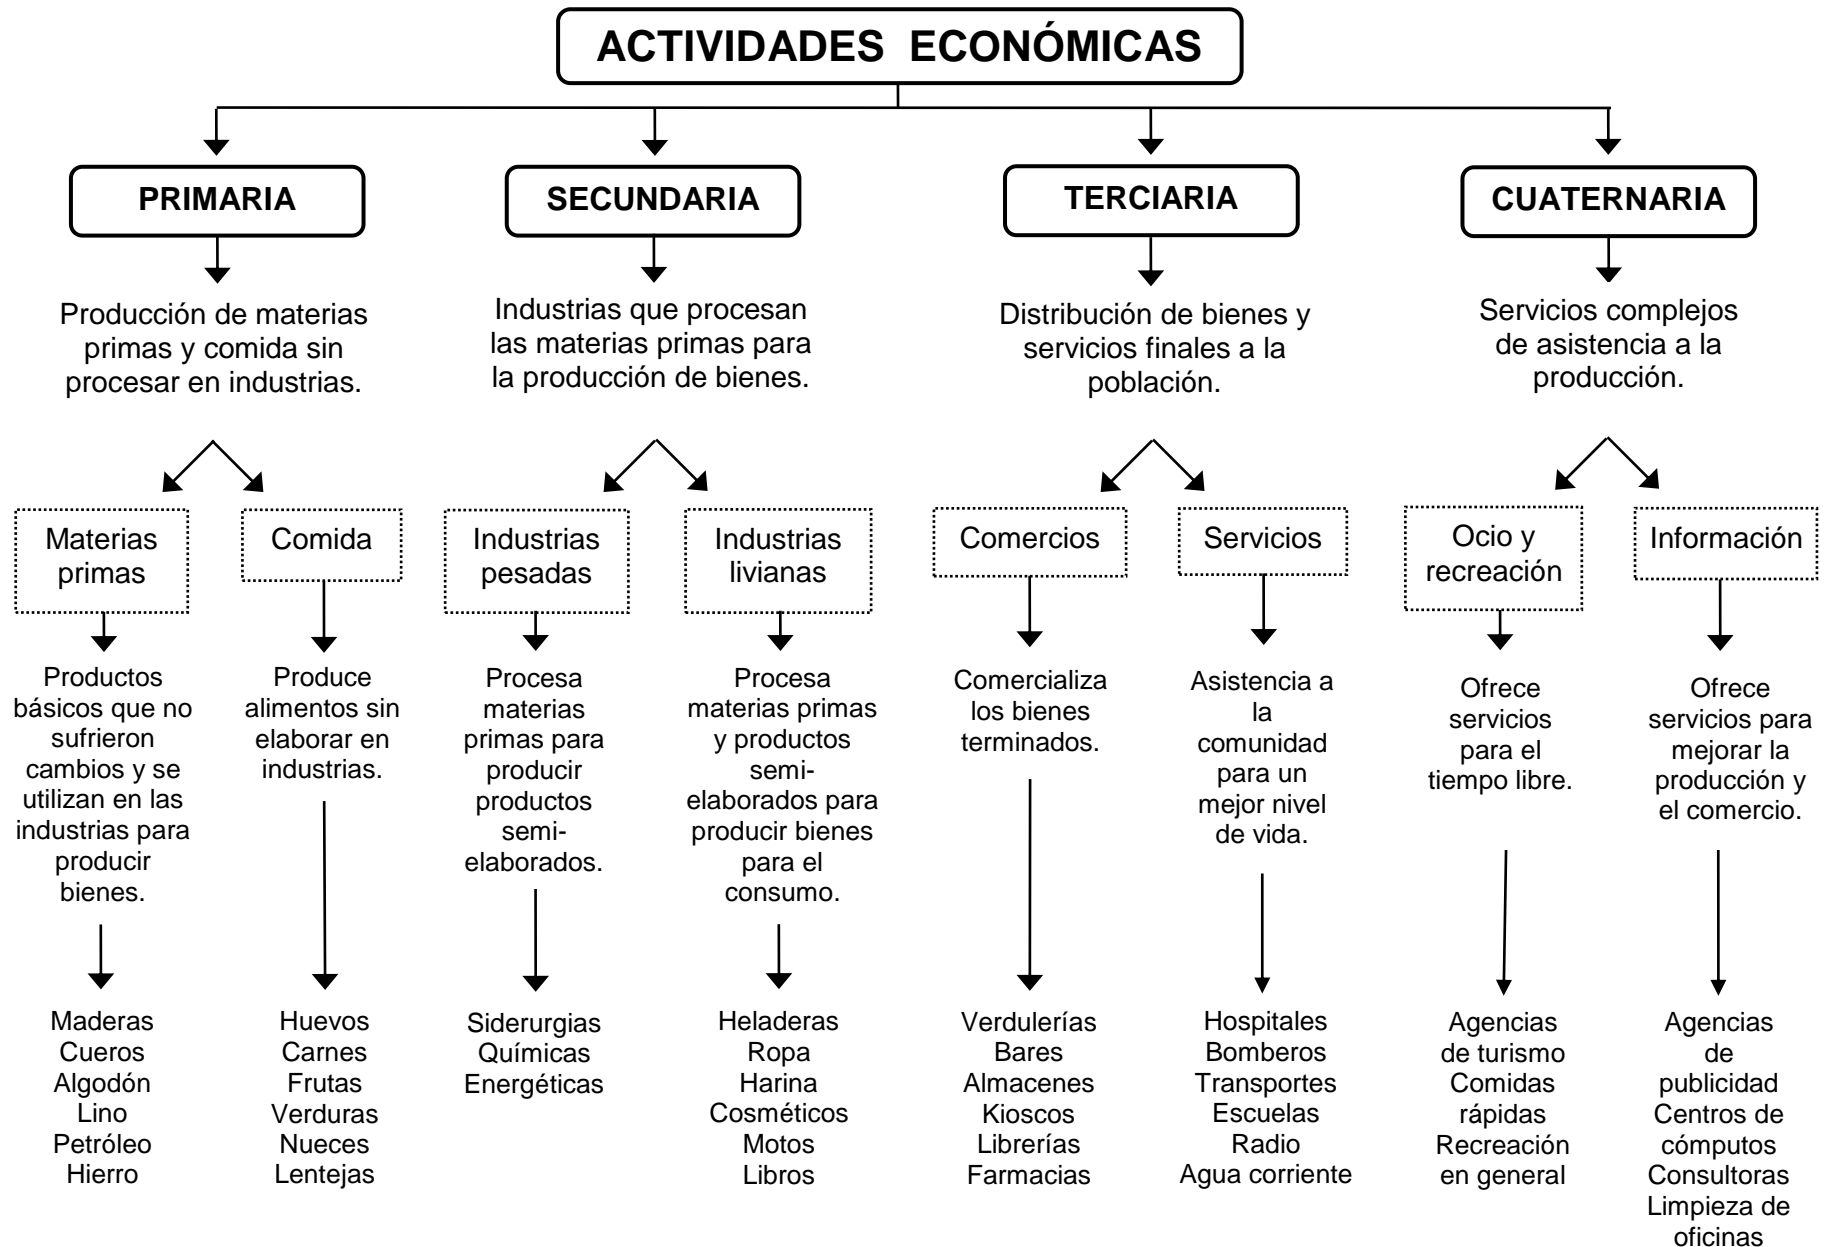 ACTIVIDADES ECONÓMICAS
PRIMARIA
SECUNDARIA
TERCIARIA
CUATERNARIA
Producción de materias
primas y comida sin
procesar en industrias.
Industrias que procesan
las materias primas para
la producción de bienes.
Distribución de bienes y
servicios finales a la
población.
Servicios complejos
de asistencia a la
producción.
Materias
primas
Comida
Industrias
pesadas
Industrias
livianas
Comercios
Servicios
Ocio y
recreación
Información
Productos
básicos que no
sufrieron
cambios y se
utilizan en las
industrias para
producir
bienes.
Produce
alimentos sin
elaborar en
industrias.
Procesa
materias
primas para
producir
productos
semi-
elaborados.
Procesa
materias primas
y productos
semi-
elaborados para
producir bienes
para el
consumo.
Comercializa
los bienes
terminados.
Asistencia a
la
comunidad
para un
mejor nivel
de vida.
Ofrece
servicios
para el
tiempo libre.
Ofrece
servicios para
mejorar la
producción y
el comercio.
Maderas
Cueros
Algodón
Lino
Petróleo
Hierro
Huevos
Carnes
Frutas
Verduras
Nueces
Lentejas
Siderurgias
Químicas
Energéticas
Heladeras
Ropa
Harina
Cosméticos
Motos
Libros
Verdulerías
Bares
Almacenes
Kioscos
Librerías
Farmacias
Hospitales
Bomberos
Transportes
Escuelas
Radio
Agua corriente
Agencias
de turismo
Comidas
rápidas
Recreación
en general
Agencias
de
publicidad
Centros de
cómputos
Consultoras
Limpieza de
oficinas